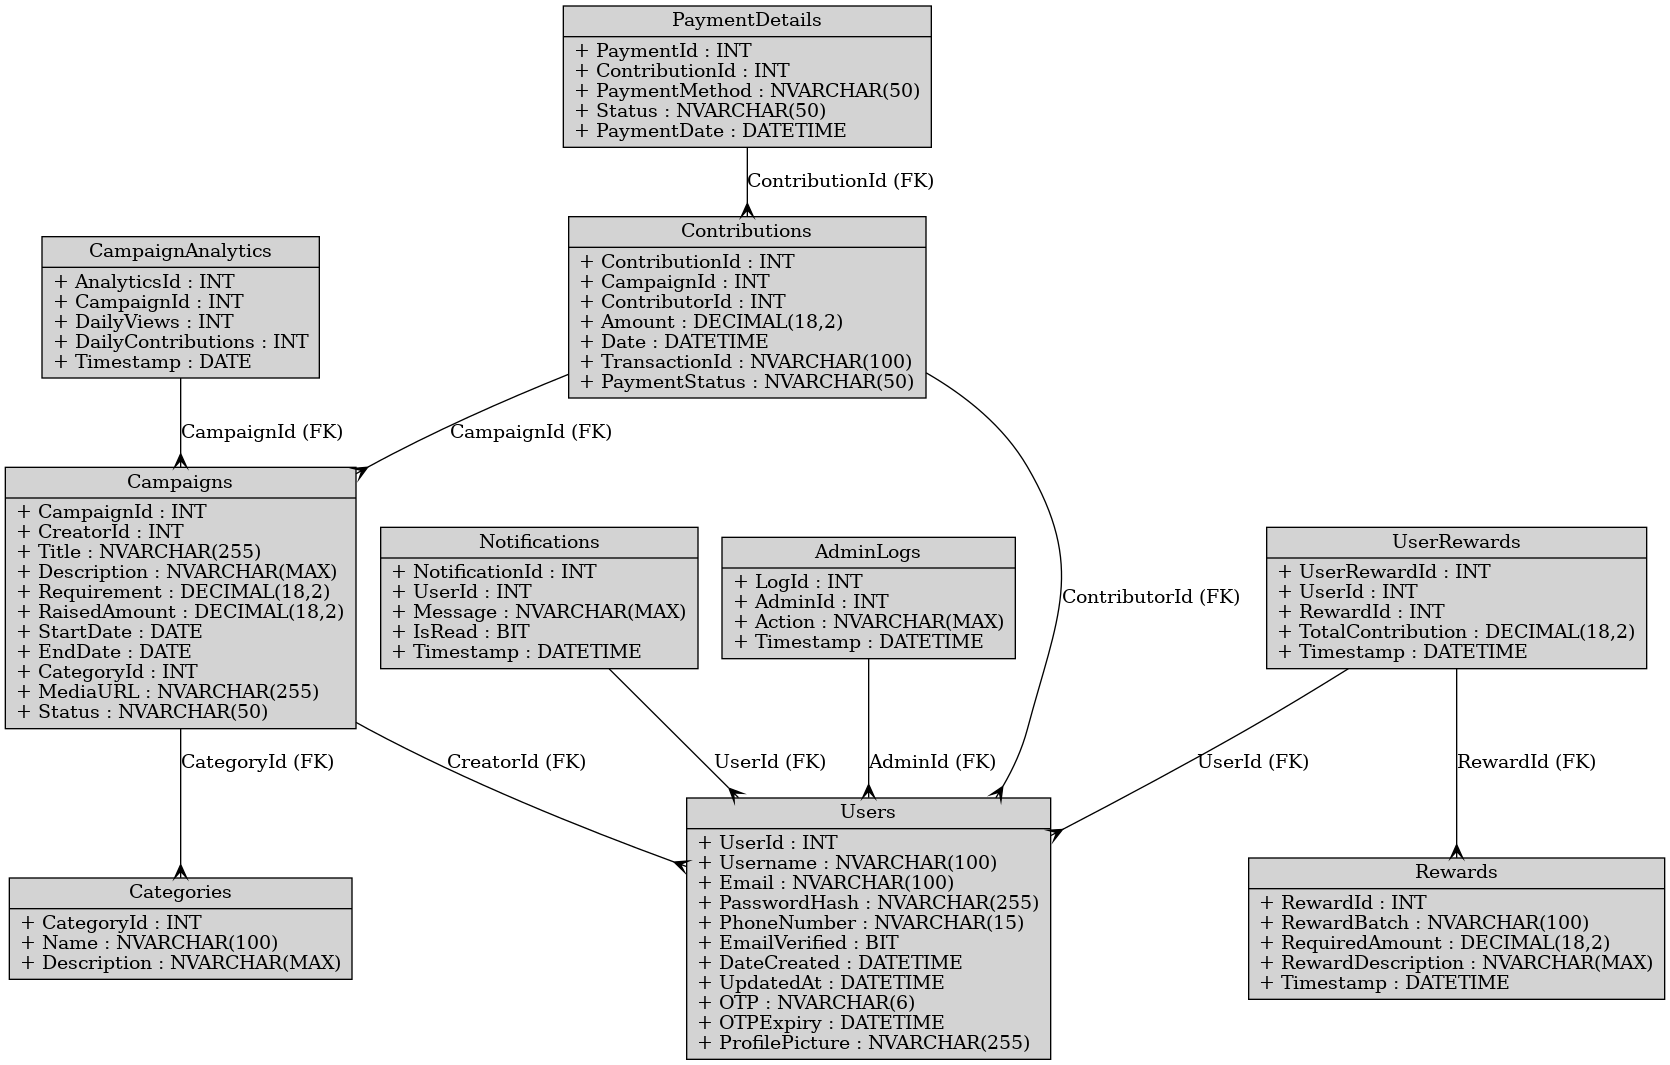 PaymentDetails
+ PaymentId : INT
+ ContributionId : INT
+ PaymentMethod : NVARCHAR(50)
+ Status : NVARCHAR(50)
+ PaymentDate : DATETIME
ContributionId (FK)
CampaignAnalytics
+ AnalyticsId : INT
+ CampaignId : INT
+ DailyViews : INT
+ DailyContributions : INT
+ Timestamp : DATE
Contributions
+ ContributionId : INT
+ CampaignId : INT
+ ContributorId : INT
+ Amount : DECIMAL(18,2)
+ Date : DATETIME
+ TransactionId : NVARCHAR(100)
+ PaymentStatus : NVARCHAR(50)
CampaignId (FK)
CampaignId (FK)
Campaigns
+ CampaignId : INT
+ CreatorId : INT
+ Title : NVARCHAR(255)
+ Description : NVARCHAR(MAX)
+ Requirement : DECIMAL(18,2)
+ RaisedAmount : DECIMAL(18,2)
+ StartDate : DATE
+ EndDate : DATE
+ CategoryId : INT
+ MediaURL : NVARCHAR(255)
+ Status : NVARCHAR(50)
Notifications
+ NotificationId : INT
+ UserId : INT
+ Message : NVARCHAR(MAX)
+ IsRead : BIT
+ Timestamp : DATETIME
AdminLogs
+ LogId : INT
+ AdminId : INT
+ Action : NVARCHAR(MAX)
+ Timestamp : DATETIME
ContributorId (FK)
UserRewards
+ UserRewardId : INT
+ UserId : INT
+ RewardId : INT
+ TotalContribution : DECIMAL(18,2)
+ Timestamp : DATETIME
CategoryId (FK)
CreatorId (FK)
UserId (FK)
AdminId (FK)
UserId (FK)
RewardId (FK)
Categories
+ CategoryId : INT
+ Name : NVARCHAR(100)
+ Description : NVARCHAR(MAX)
Users
+ UserId : INT
+ Username : NVARCHAR(100)
+ Email : NVARCHAR(100)
+ PasswordHash : NVARCHAR(255)
+ PhoneNumber : NVARCHAR(15)
+ EmailVerified : BIT
+ DateCreated : DATETIME
+ UpdatedAt : DATETIME
+ OTP : NVARCHAR(6)
+ OTPExpiry : DATETIME
+ ProfilePicture : NVARCHAR(255)
Rewards
+ RewardId : INT
+ RewardBatch : NVARCHAR(100)
+ RequiredAmount : DECIMAL(18,2)
+ RewardDescription : NVARCHAR(MAX)
+ Timestamp : DATETIME